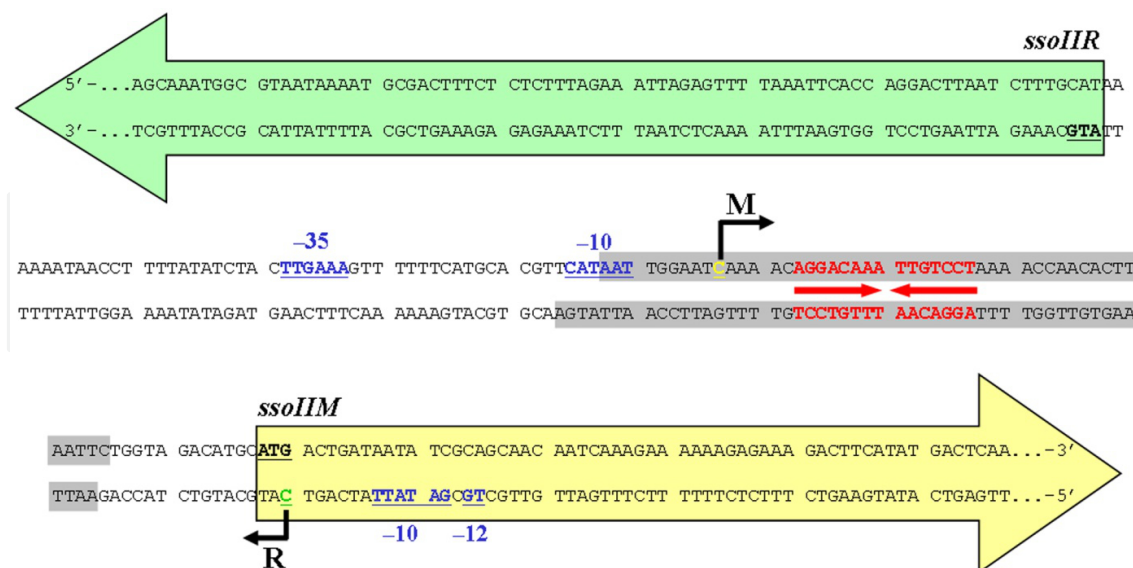 ssoIIR
5′–...AGCAAATGGC GTAATAAAAT GCGACTTTCT CTCTTTAGAA ATTAGAGTTT TAAATTCACC AGGACTTAAT CTTTGCATAA
3′–...TCGTTTACCG CATTATTTTA CGCTGAAAGA GAGAAATCTT TAATCTCAAA ATTTAAGTGG TCCTGAATTA GAAACGTATT
M
–35 –10
AAAATAACCT TTTATATCTA CTTGAAAGTT TTTTCATGCA CGTTCATAAT TGGAATCAAA ACAGGACAAA TTGTCCTAAA ACCAACACTT
TTTTATTGGA AAATATAGAT GAACTTTCAA AAAAGTACGT GCAAGTATTA ACCTTAGTTT TGTCCTGTTT AACAGGATTT TGGTTGTGAA
ssoIIM
AATTCTGGTA GACATGCATG ACTGATAATA TCGCAGCAAC AATCAAAGAA AAAAGAGAAA GACTTCATAT GACTCAA...–3′
TTAAGACCAT CTGTACGTAC TGACTATTAT AGCGTCGTTG TTAGTTTCTT TTTTCTCTTT CTGAAGTATA CTGAGTT...–5′
–10 –12
R